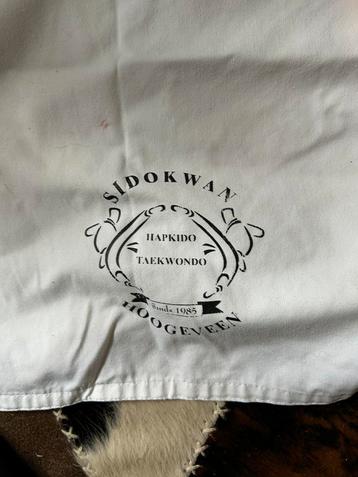 SIDOKWAN
HAPKIDO
TAEKWONDO
Sinds 1985
HOOGEVEEN